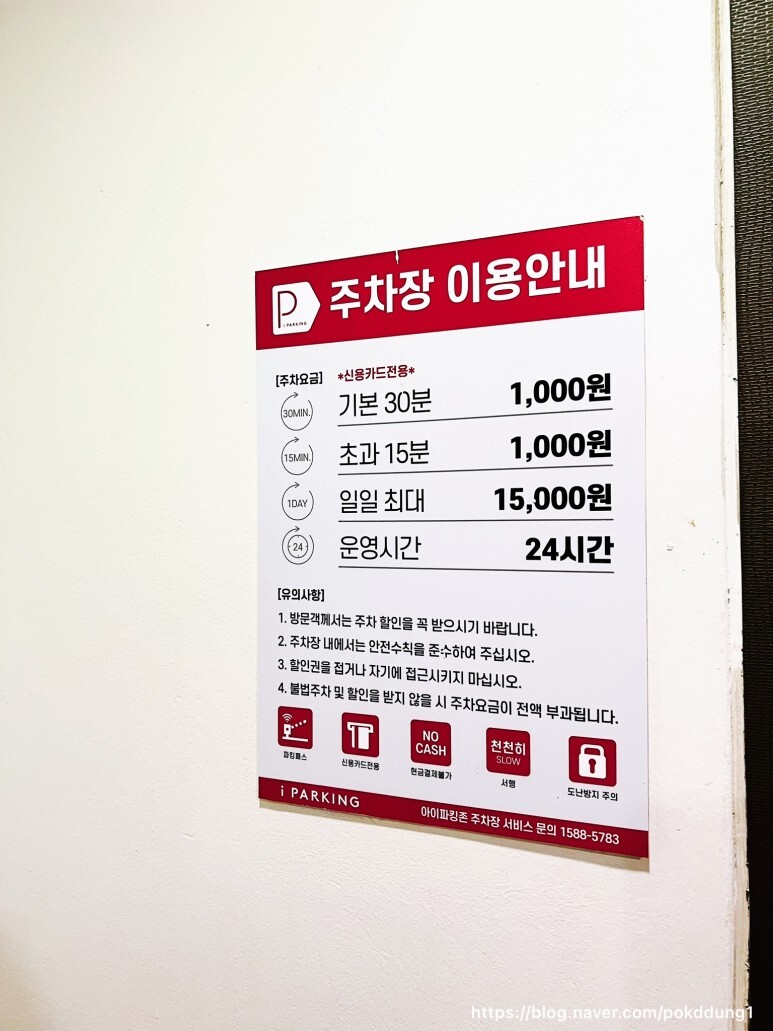 P
i PARKING
주차장 이용안내
[주차요금] *신용카드전용*
30MIN. 기본 30분 1,000원
15MIN. 초과 15분 1,000원
1DAY 일일 최대 15,000원
24 운영시간 24시간
[유의사항]
1. 방문객께서는 주차 할인을 꼭 받으시기 바랍니다.
2. 주차장 내에서는 안전수칙을 준수하여 주십시오.
3. 할인권을 접거나 자기에 접근시키지 마십시오.
4. 불법주차 및 할인을 받지 않을 시 주차요금이 전액 부과됩니다.
NO
CASH
천천히
SLOW
파킹패스 신용카드전용 현금결제불가 서행 도난방지 주의
i PARKING
아이파킹존 주차장 서비스 문의 1588-5783
https://blog.naver.com/pokddung1